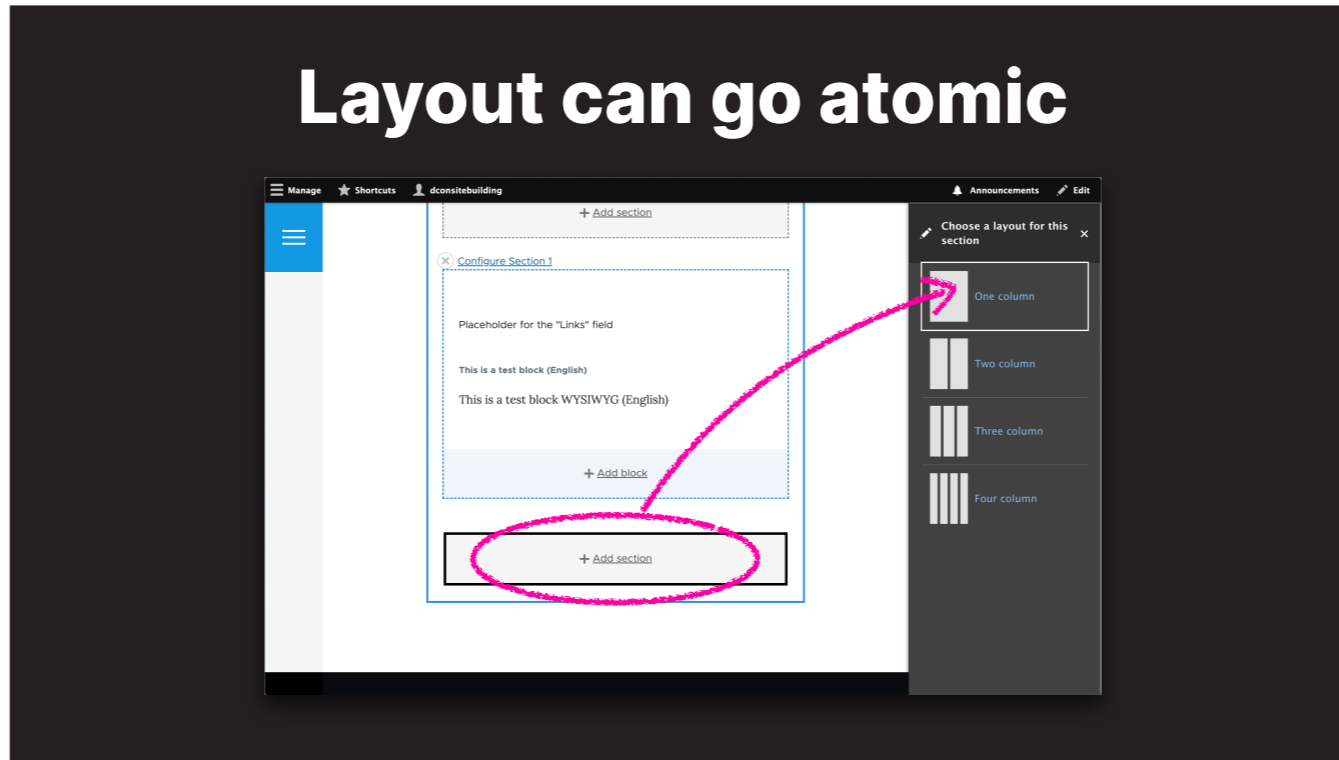 Layout can go atomic
Manage Shortcuts dconsitebuilding Announcements Edit
+ Add section
Configure Section 1
Placeholder for the "Links" field
This is a test block (English)
This is a test block WYSIWYG (English)
+ Add block
+ Add section
Choose a layout for this
section
One column
Two column
Three column
Four column